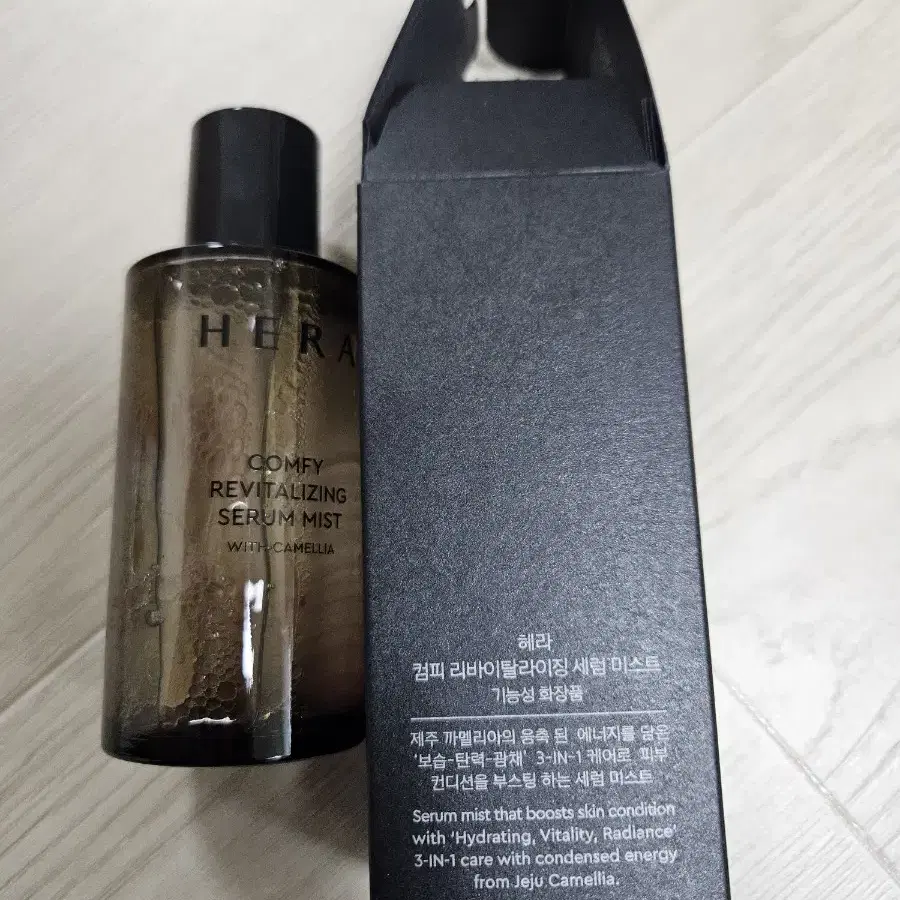 HERA
COMFY
REVITALIZING
SERUM MIST
WITH CAMELLIA
헤라
컴피 리바이탈라이징 세럼 미스트
기능성 화장품
제주 까멜리아의 응축 된 에너지를 담은
'보습-탄력-광채' 3-IN-1 케어로 피부
컨디션을 부스팅 하는 세럼 미스트
Serum mist that boosts skin condition
with 'Hydrating, Vitality, Radiance'
3-IN-1 care with condensed energy
from Jeju Camellia.